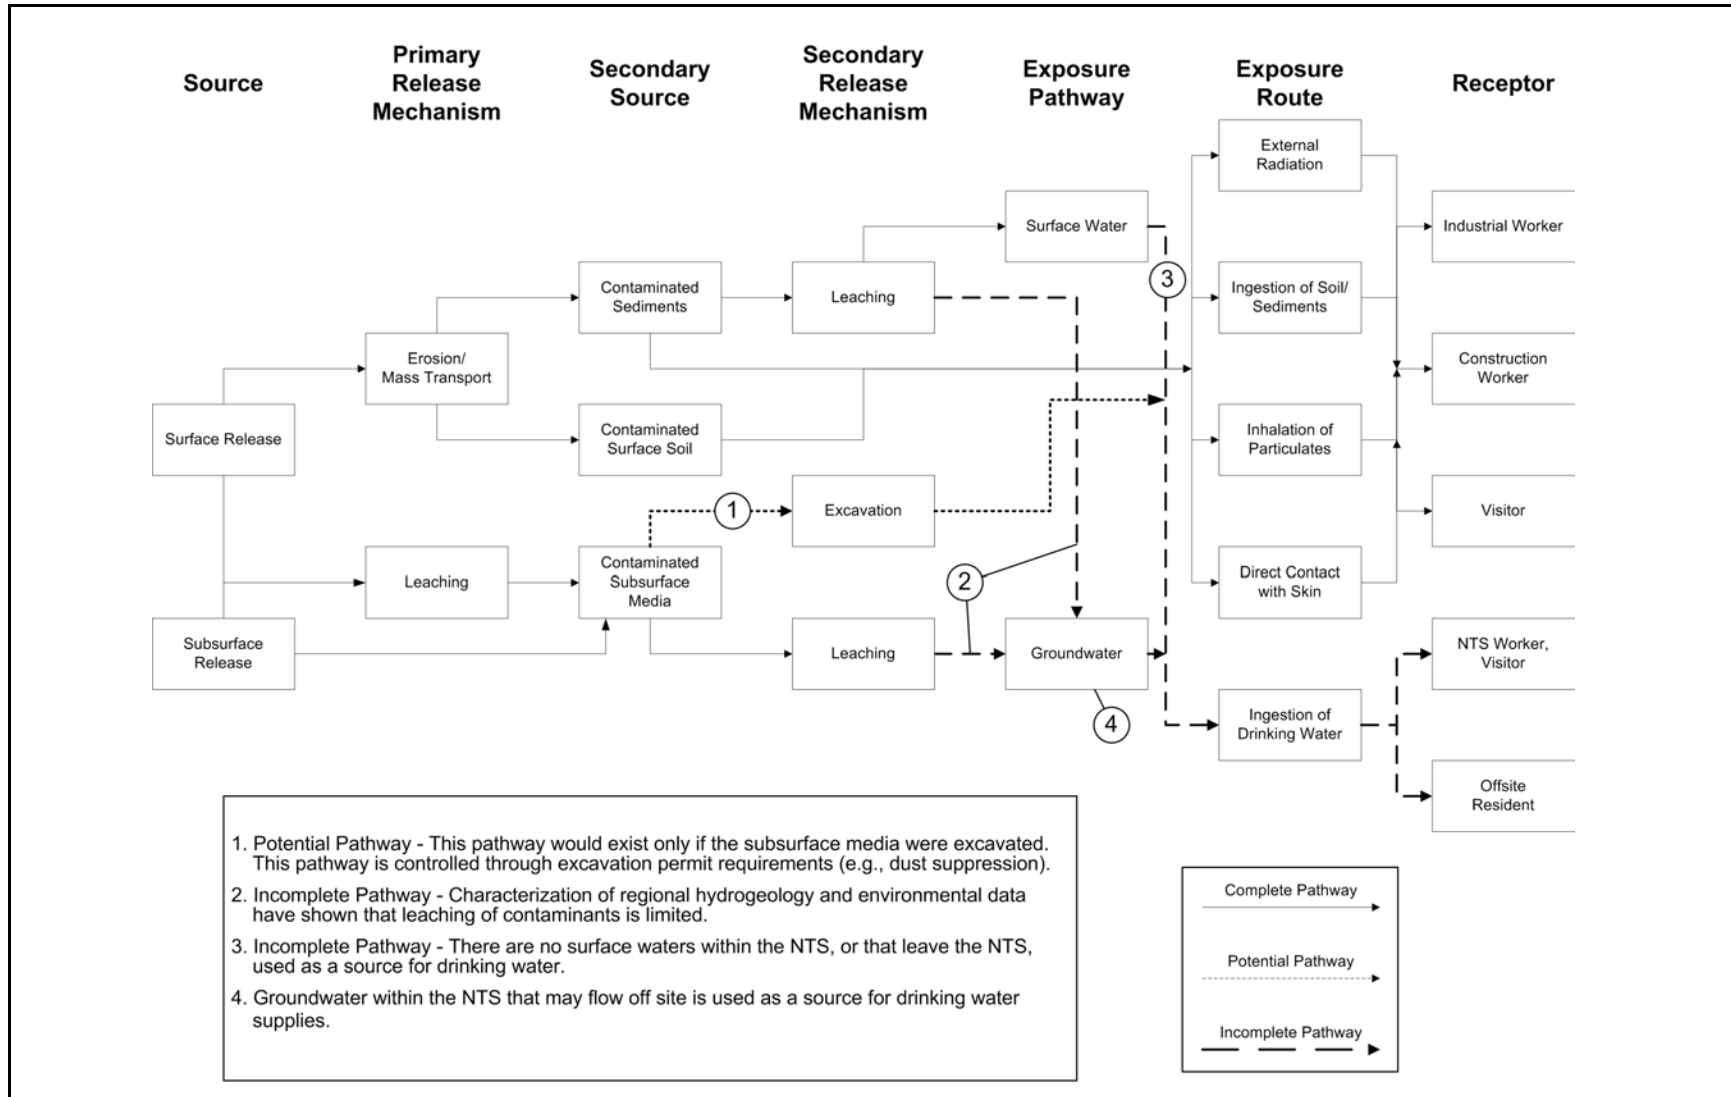 Source
Primary
Release
Mechanism
Secondary
Source
Secondary
Release
Mechanism
Exposure
Pathway
Exposure
Route
Receptor
External
Radiation
Surface Water
Industrial Worker
3
Contaminated
Sediments
Leaching
Ingestion of Soil/
Sediments
Erosion/
Mass Transport
Construction
Worker
Surface Release
Contaminated
Surface Soil
Inhalation of
Particulates
1
Excavation
Visitor
Leaching
Contaminated
Subsurface
Media
2
Direct Contact
with Skin
Subsurface
Release
Leaching
Groundwater
NTS Worker,
Visitor
4
Ingestion of
Drinking Water
Offsite
Resident
1. Potential Pathway - This pathway would exist only if the subsurface media were excavated.
This pathway is controlled through excavation permit requirements (e.g., dust suppression).
2. Incomplete Pathway - Characterization of regional hydrogeology and environmental data
have shown that leaching of contaminants is limited.
3. Incomplete Pathway - There are no surface waters within the NTS, or that leave the NTS,
used as a source for drinking water.
4. Groundwater within the NTS that may flow off site is used as a source for drinking water
supplies.
Complete Pathway
Potential Pathway
Incomplete Pathway